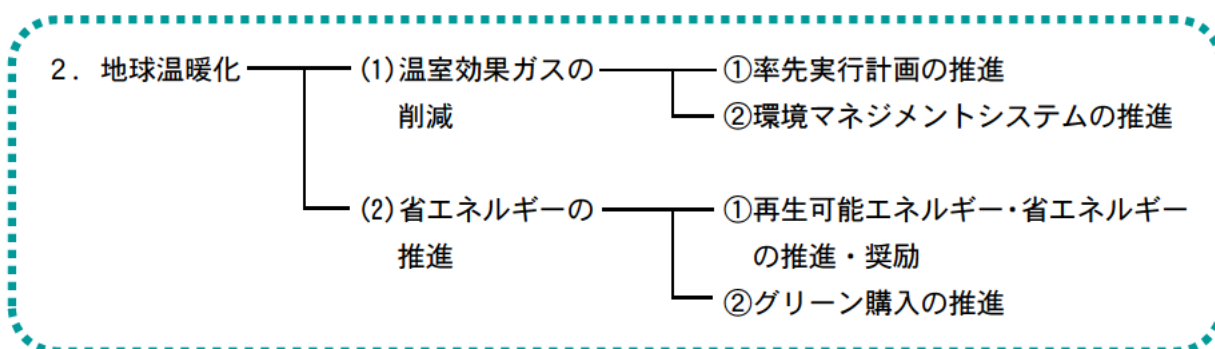 2．地球温暖化
(1)温室効果ガスの
削減
①率先実行計画の推進
②環境マネジメントシステムの推進
(2)省エネルギーの
推進
①再生可能エネルギー・省エネルギー
の推進・奨励
②グリーン購入の推進